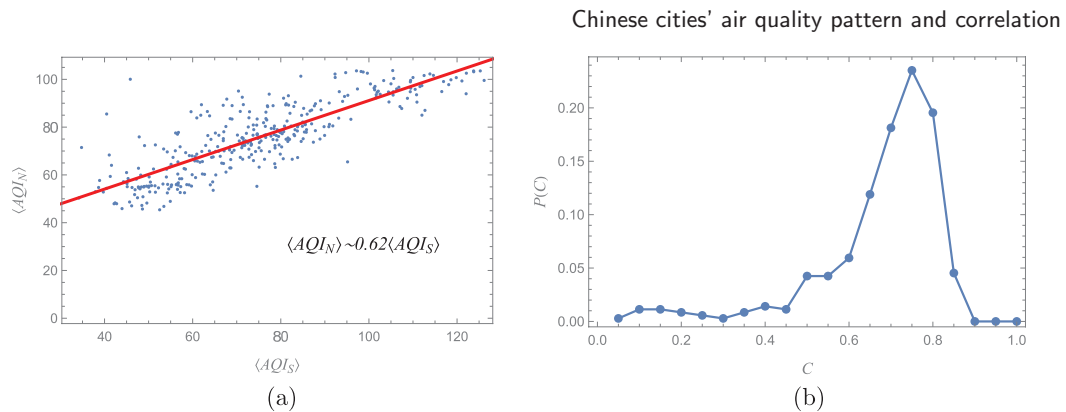 Chinese cities' air quality pattern and correlation
100
80
60
40
20
0
40 60 80 100 120
⟨AQI_N⟩
⟨AQI_S⟩
⟨AQI_N⟩~0.62⟨AQI_S⟩
(a)
0.20
0.15
0.10
0.05
0.00
0.0 0.2 0.4 0.6 0.8 1.0
P(C)
C
(b)